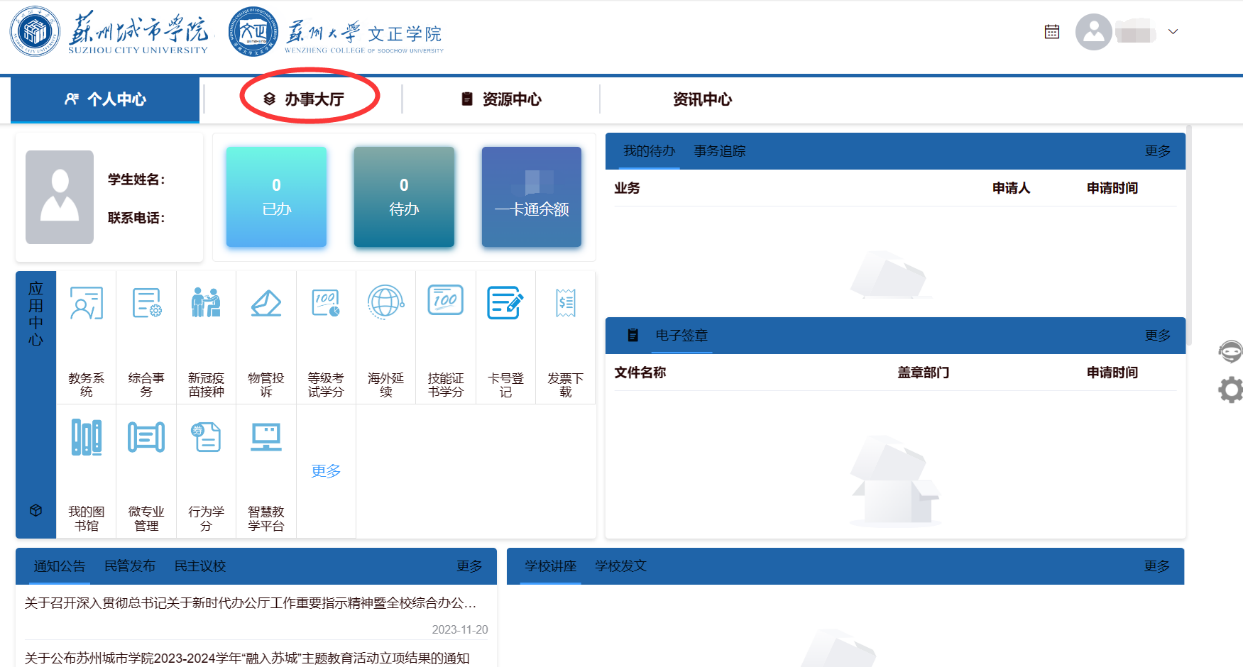 蘇州城市学院
SUZHOU CITY UNIVERSITY
文正
蘇州大学 文正学院
WENZHENG COLLEGE OF SOOCHOW UNIVERSITY
个人中心
办事大厅
资源中心
资讯中心
学生姓名：
联系电话：
0
已办
0
待办
一卡通余额
我的待办 事务追踪 更多
业务 申请人 申请时间
电子签章 更多
文件名称 盖章部门 申请时间
应用中心
100
100
教务系
统
综合事
务
新冠疫
苗接种
物管投
诉
等级考
试学分
海外延
续
技能证
书学分
卡号登
记
发票下
载
我的图
书馆
微专业
管理
行为学
分
智慧教
学平台
更多
通知公告 民管发布 民主议校 更多
关于召开深入贯彻总书记关于新时代办公厅工作重要指示精神暨全校综合办公…
2023-11-20
关于公布苏州城市学院2023-2024学年“融入苏城”主题教育活动立项结果的通知
学校讲座 学校发文 更多